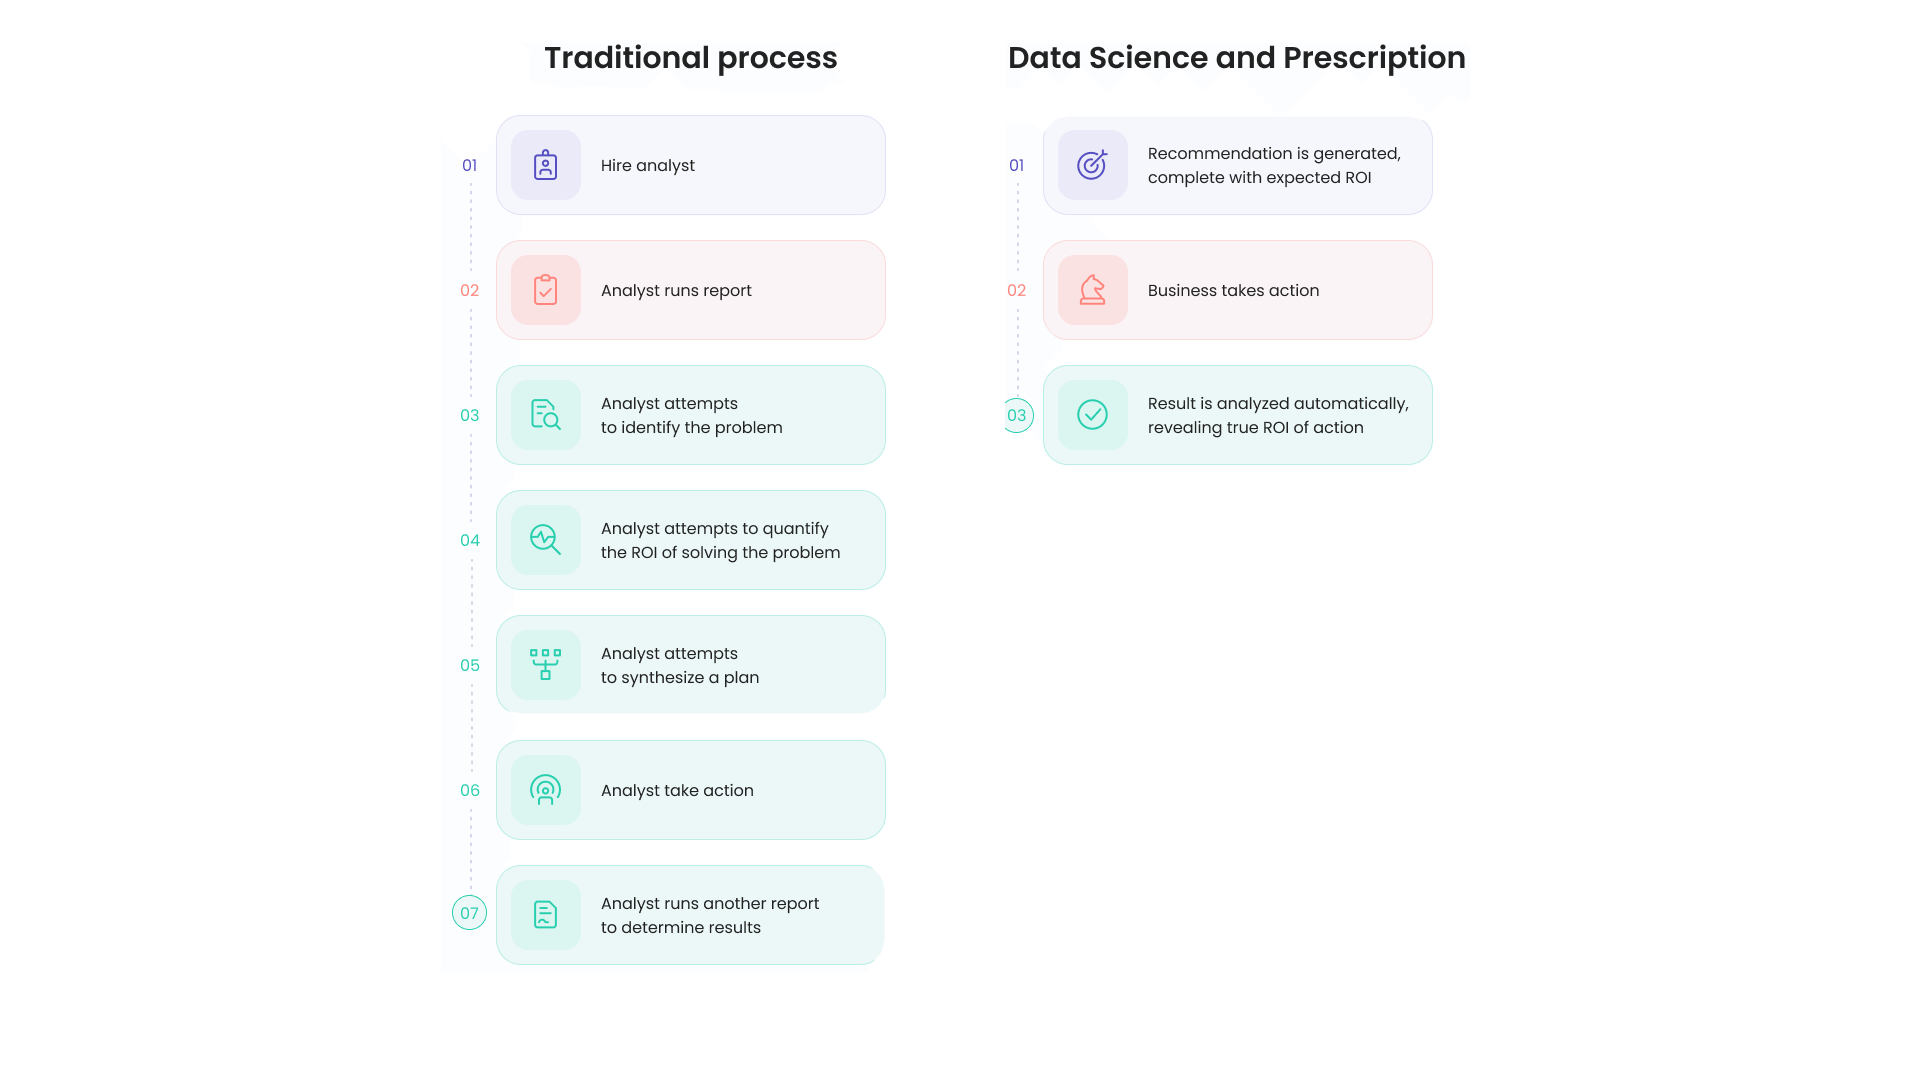 Traditional process
01
Hire analyst
02
Analyst runs report
03
Analyst attempts
to identify the problem
04
Analyst attempts to quantify
the ROI of solving the problem
05
Analyst attempts
to synthesize a plan
06
Analyst take action
07
Analyst runs another report
to determine results
Data Science and Prescription
01
Recommendation is generated,
complete with expected ROI
02
Business takes action
03
Result is analyzed automatically,
revealing true ROI of action